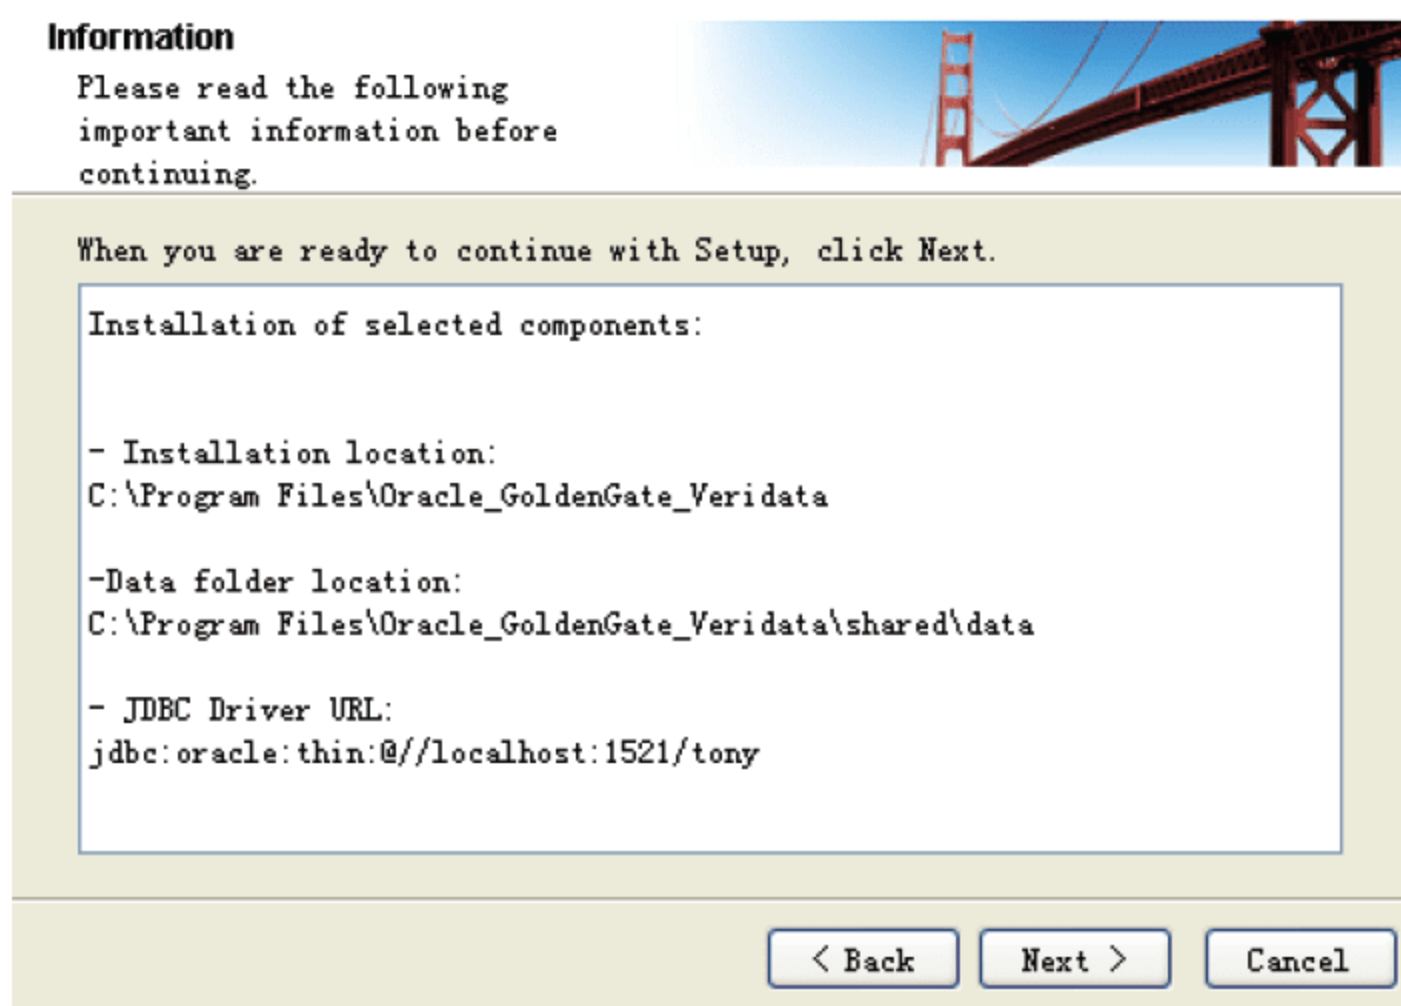 Information
Please read the following
important information before
continuing.
When you are ready to continue with Setup, click Next.
Installation of selected components:
- Installation location:
C:\Program Files\Oracle_GoldenGate_Veridata
-Data folder location:
C:\Program Files\Oracle_GoldenGate_Veridata\shared\data
- JDBC Driver URL:
jdbc:oracle:thin:@//localhost:1521/tony
< Back
Next >
Cancel